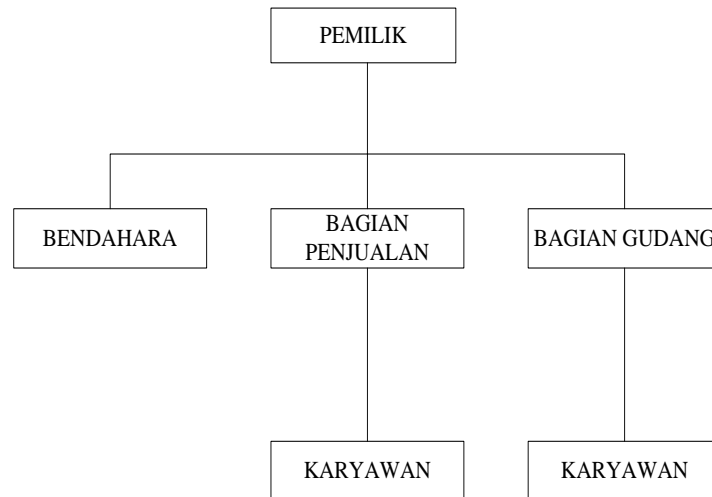 PEMILIK
BENDAHARA
BAGIAN
PENJUALAN
BAGIAN GUDANG
KARYAWAN
KARYAWAN